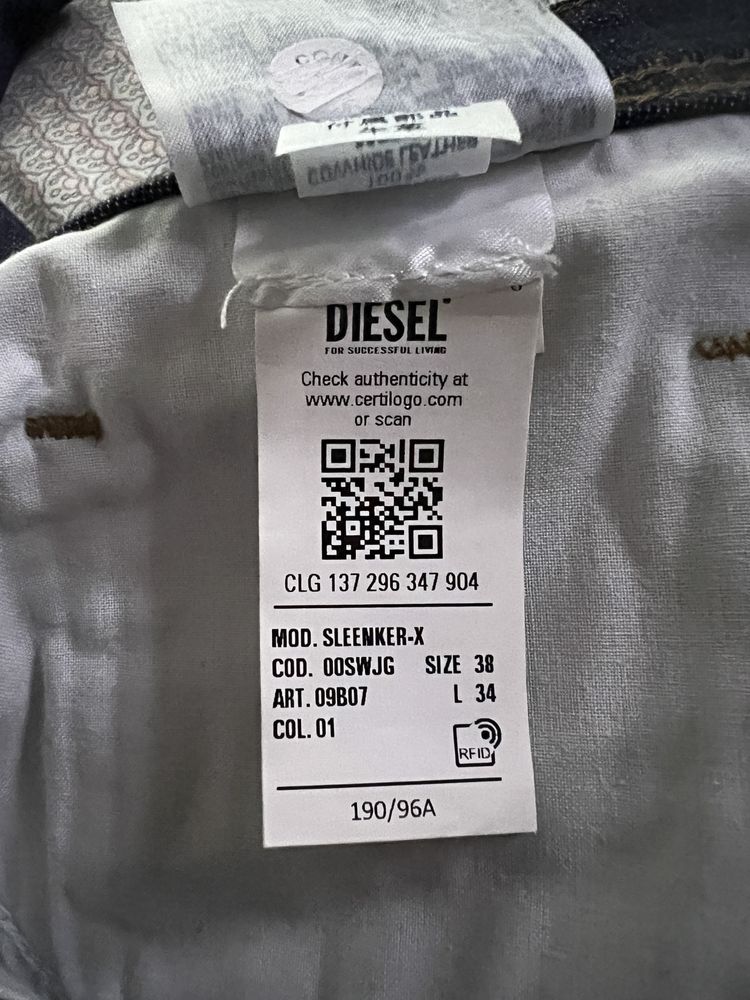 DIESEL
FOR SUCCESSFUL LIVING
Check authenticity at
www.certilogo.com
or scan
CLG 137 296 347 904
MOD. SLEENKER-X
COD. 00SWJG SIZE 38
ART. 09B07 L 34
COL. 01
RFID
190/96A